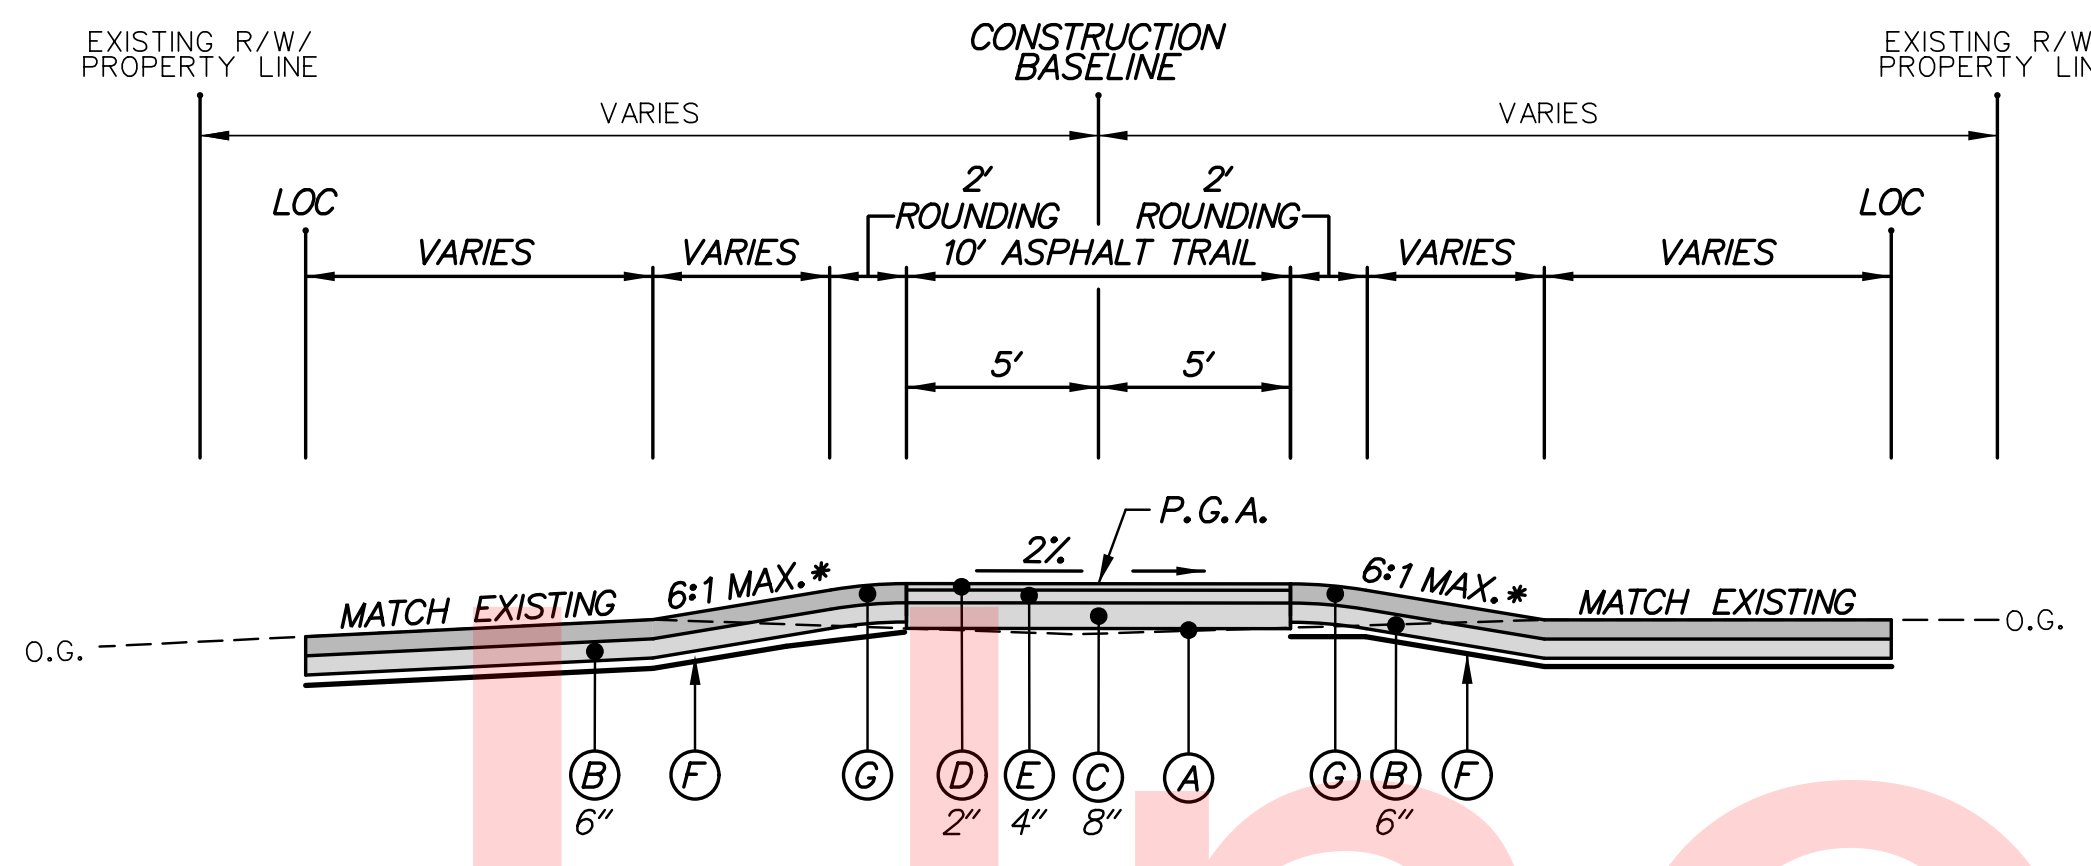 EXISTING R/W/
PROPERTY LINE
CONSTRUCTION
BASELINE
EXISTING R/W
PROPERTY LIN
VARIES
VARIES
2'
2'
LOC
ROUNDING
ROUNDING
LOC
VARIES
VARIES
10' ASPHALT TRAIL
VARIES
VARIES
5'
5'
P.G.A.
2%
6:1 MAX.*
6:1 MAX.*
MATCH EXISTING
MATCH EXISTING
O.G.
O.G.
B
F
G
D
E
C
A
G
B
F
6"
2"
4"
8"
6"